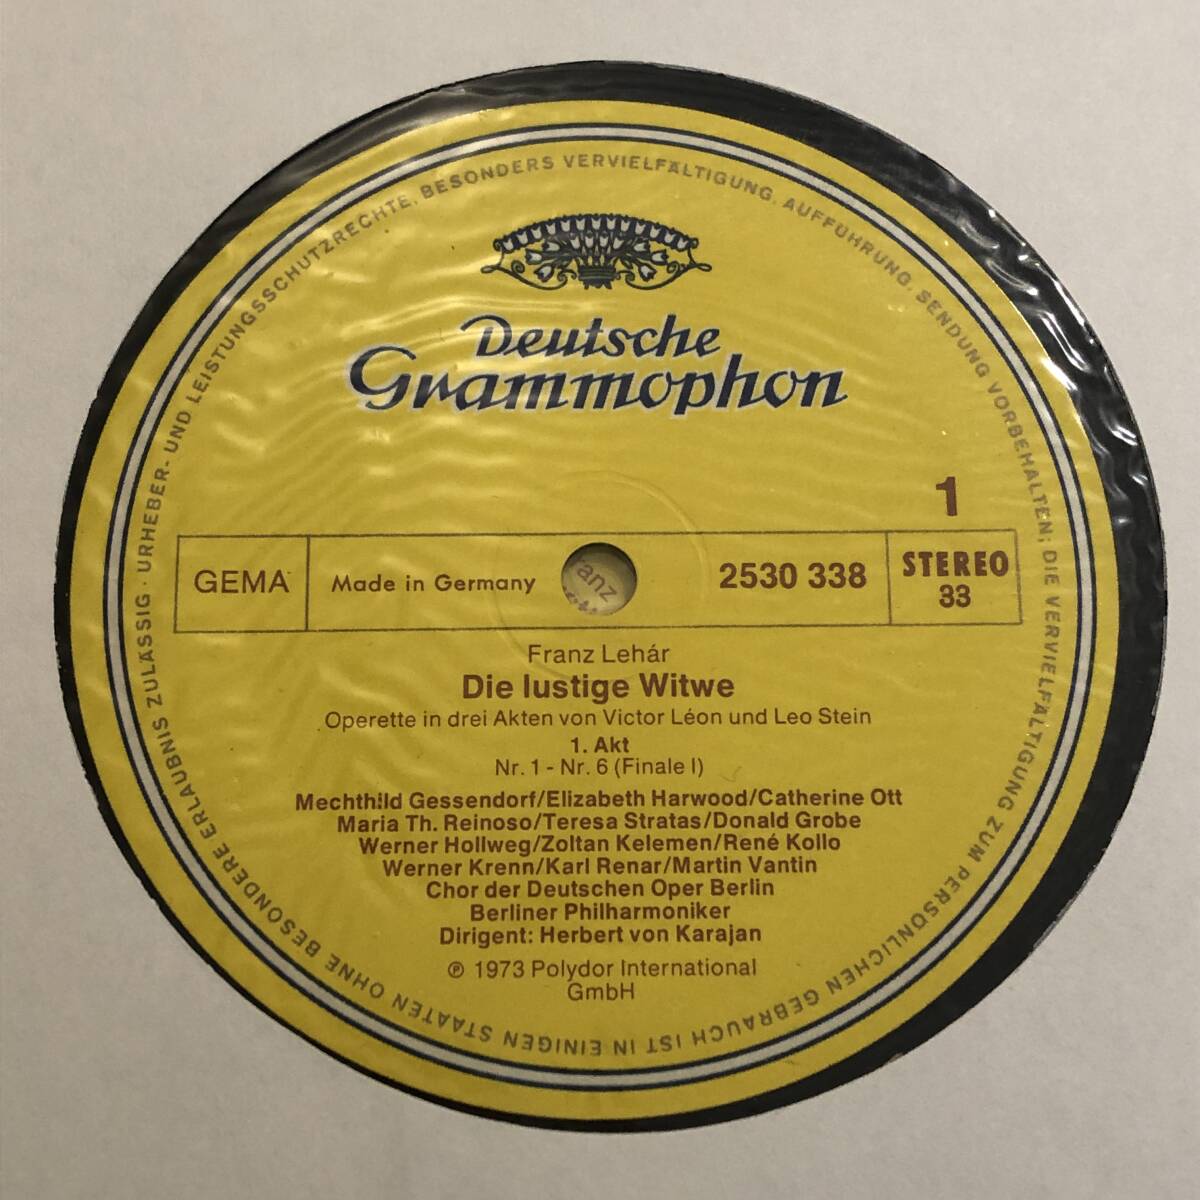 URHEBER- UND LEISTUNGSSCHUTZRECHTE, BESONDERS VERVIELFÄLTIGUNG, AUFFÜHRUNG, SENDUNG VORBEHALTEN; DIE VERVIELFÄLTIGUNG ZUM PERSONLICHEN GEBRAUCH IST IN EINIGEN STAATEN OHNE BESONDERE ERLAUBNIS ZULÄSSIG ·
Deutsche
Grammophon
1
GEMA
Made in Germany
2530 338
STEREO
33
Franz Lehár
Die lustige Witwe
Operette in drei Akten von Victor Léon und Leo Stein
1. Akt
Nr. 1 - Nr. 6 (Finale I)
Mechthild Gessendorf/Elizabeth Harwood/Catherine Ott
Maria Th. Reinoso/Teresa Stratas/Donald Grobe
Werner Hollweg/Zoltan Kelemen/René Kollo
Werner Krenn/Karl Renar/Martin Vantin
Chor der Deutschen Oper Berlin
Berliner Philharmoniker
Dirigent: Herbert von Karajan
℗ 1973 Polydor International
GmbH